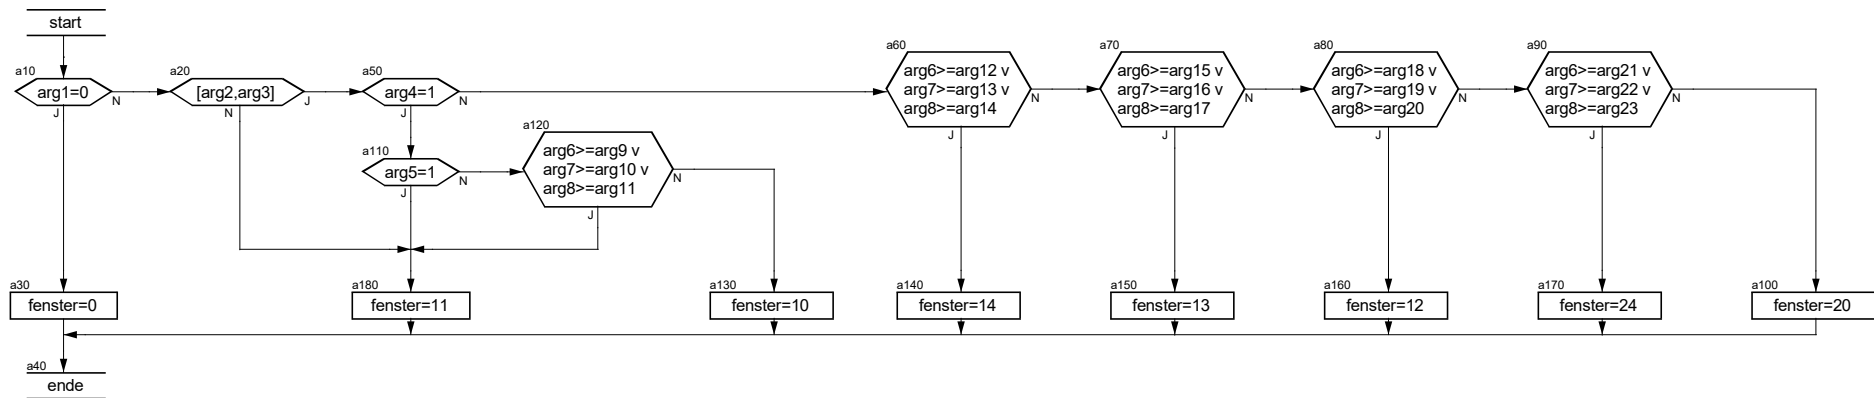 start
a10
arg1=0
N
J
a20
[arg2,arg3]
J
N
a50
arg4=1
N
J
a60
arg6>=arg12 v
arg7>=arg13 v
arg8>=arg14
N
J
a70
arg6>=arg15 v
arg7>=arg16 v
arg8>=arg17
N
J
a80
arg6>=arg18 v
arg7>=arg19 v
arg8>=arg20
N
J
a90
arg6>=arg21 v
arg7>=arg22 v
arg8>=arg23
N
J
a110
arg5=1
N
J
a120
arg6>=arg9 v
arg7>=arg10 v
arg8>=arg11
N
J
a30
fenster=0
a180
fenster=11
a130
fenster=10
a140
fenster=14
a150
fenster=13
a160
fenster=12
a170
fenster=24
a100
fenster=20
a40
ende